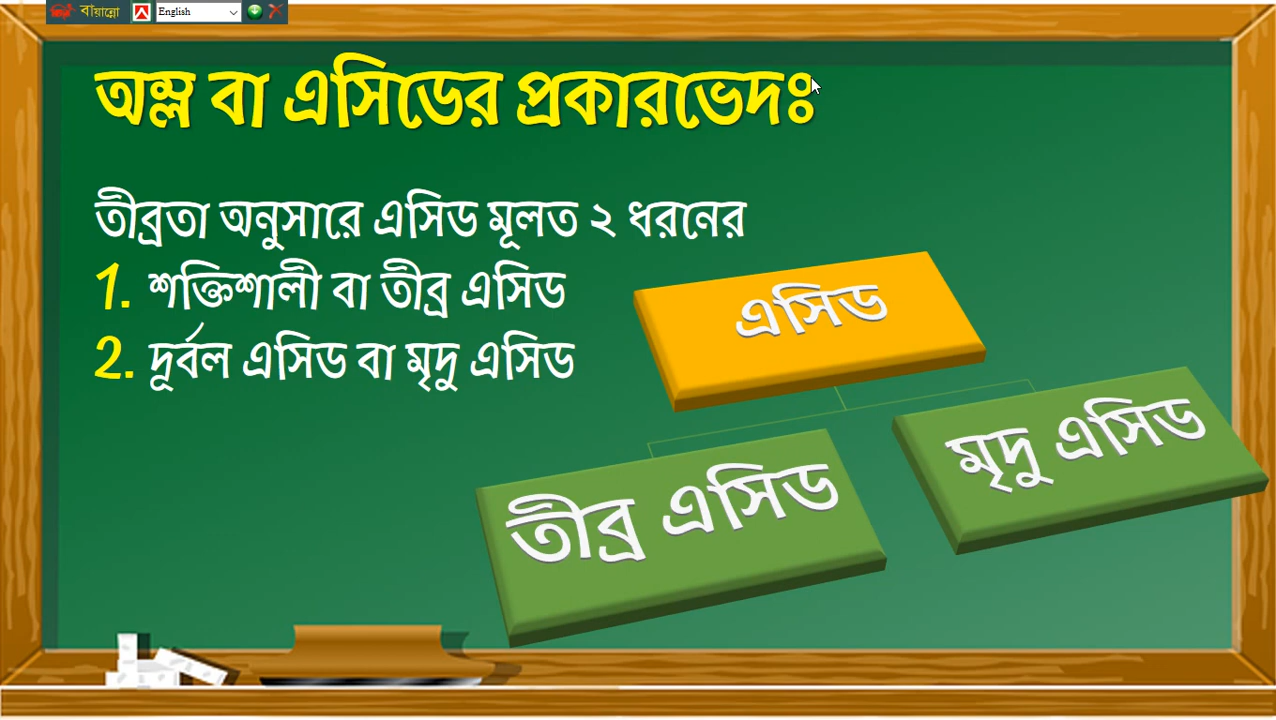 বায়ান্নো English
অম্ল বা এসিডের প্রকারভেদঃ
তীব্রতা অনুসারে এসিড মূলত ২ ধরনের
1. শক্তিশালী বা তীব্র এসিড
2. দূর্বল এসিড বা মৃদু এসিড
এসিড
তীব্র এসিড
মৃদু এসিড